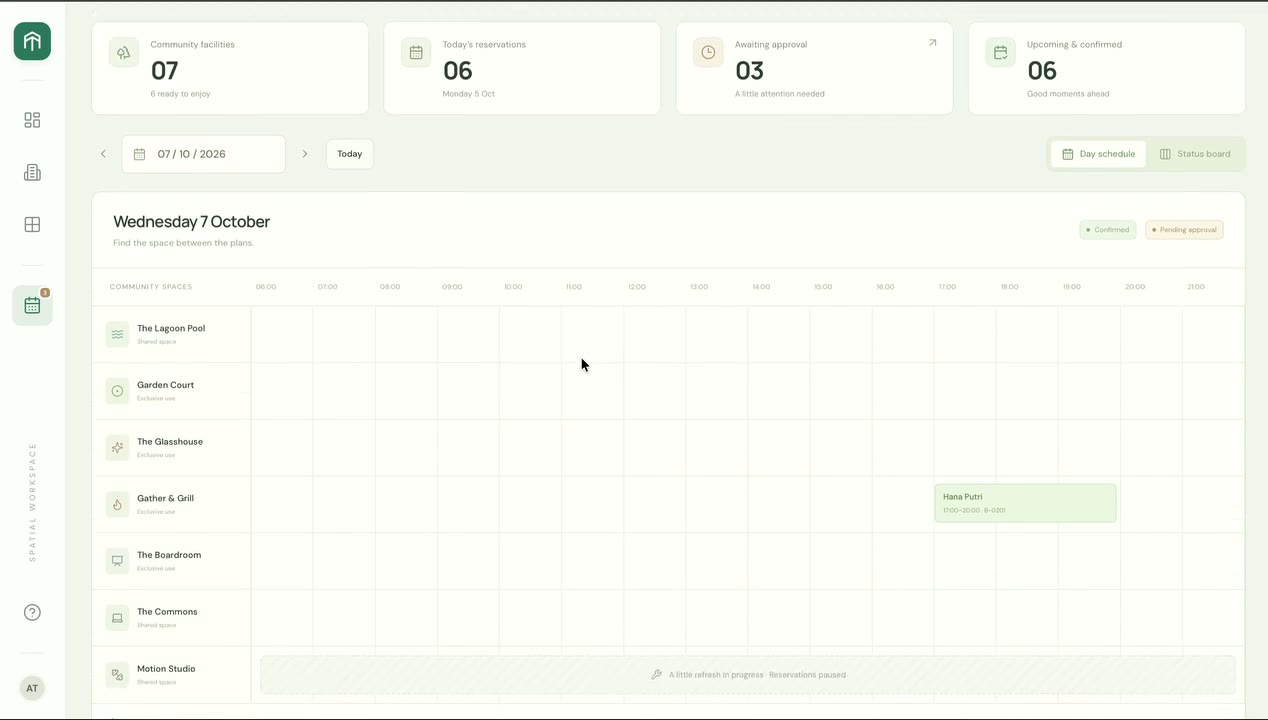 Community facilities
07
6 ready to enjoy
Today's reservations
06
Monday 5 Oct
Awaiting approval
03
A little attention needed
Upcoming & confirmed
06
Good moments ahead
07 / 10 / 2026
Today
Day schedule
Status board
Wednesday 7 October
Find the space between the plans.
Confirmed
Pending approval
COMMUNITY SPACES 06:00 07:00 08:00 09:00 10:00 11:00 12:00 13:00 14:00 15:00 16:00 17:00 18:00 19:00 20:00 21:00
3
The Lagoon Pool
Shared space
Garden Court
Exclusive use
The Glasshouse
Exclusive use
Gather & Grill
Exclusive use
Hana Putri
17:00–20:00 · B-0201
The Boardroom
Exclusive use
The Commons
Shared space
Motion Studio
Shared space
A little refresh in progress · Reservations paused
SPATIAL WORKSPACE
AT